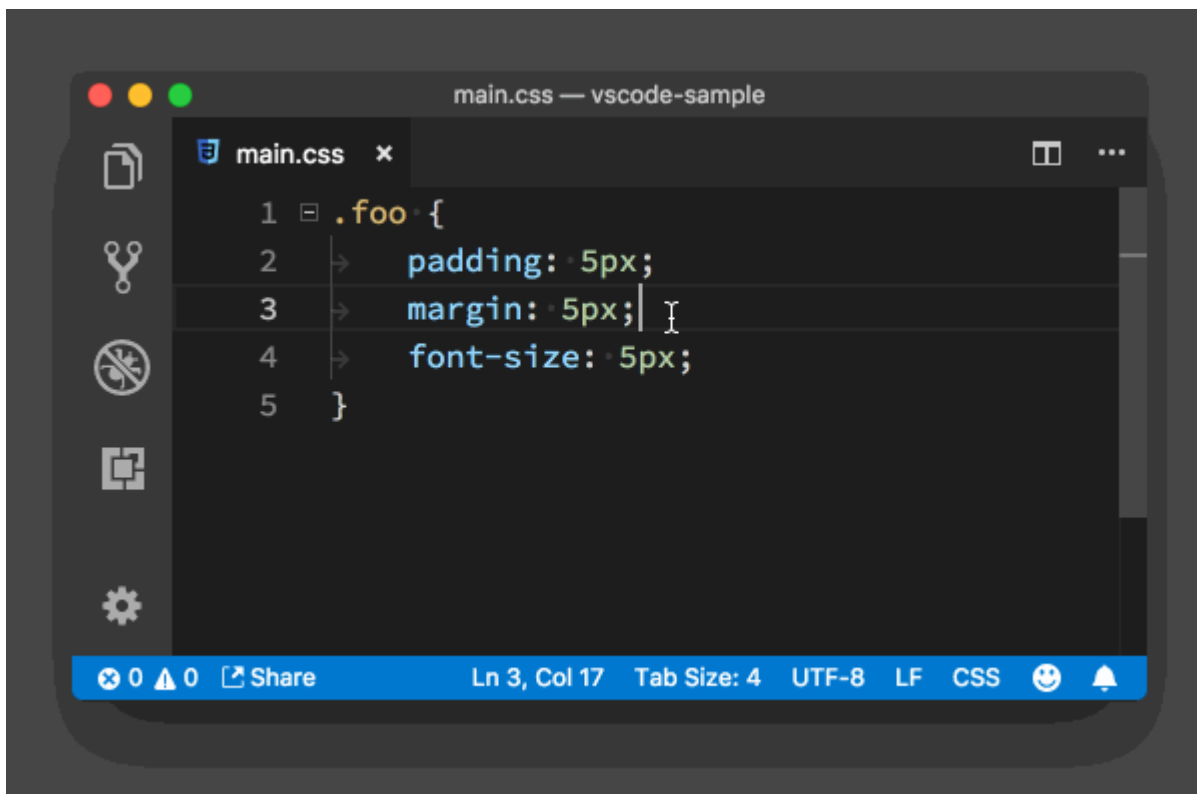 main.css — vscode-sample
main.css ×
1 .foo {
2 padding: 5px;
3 margin: 5px;
4 font-size: 5px;
5 }
0 0 Share Ln 3, Col 17 Tab Size: 4 UTF-8 LF CSS